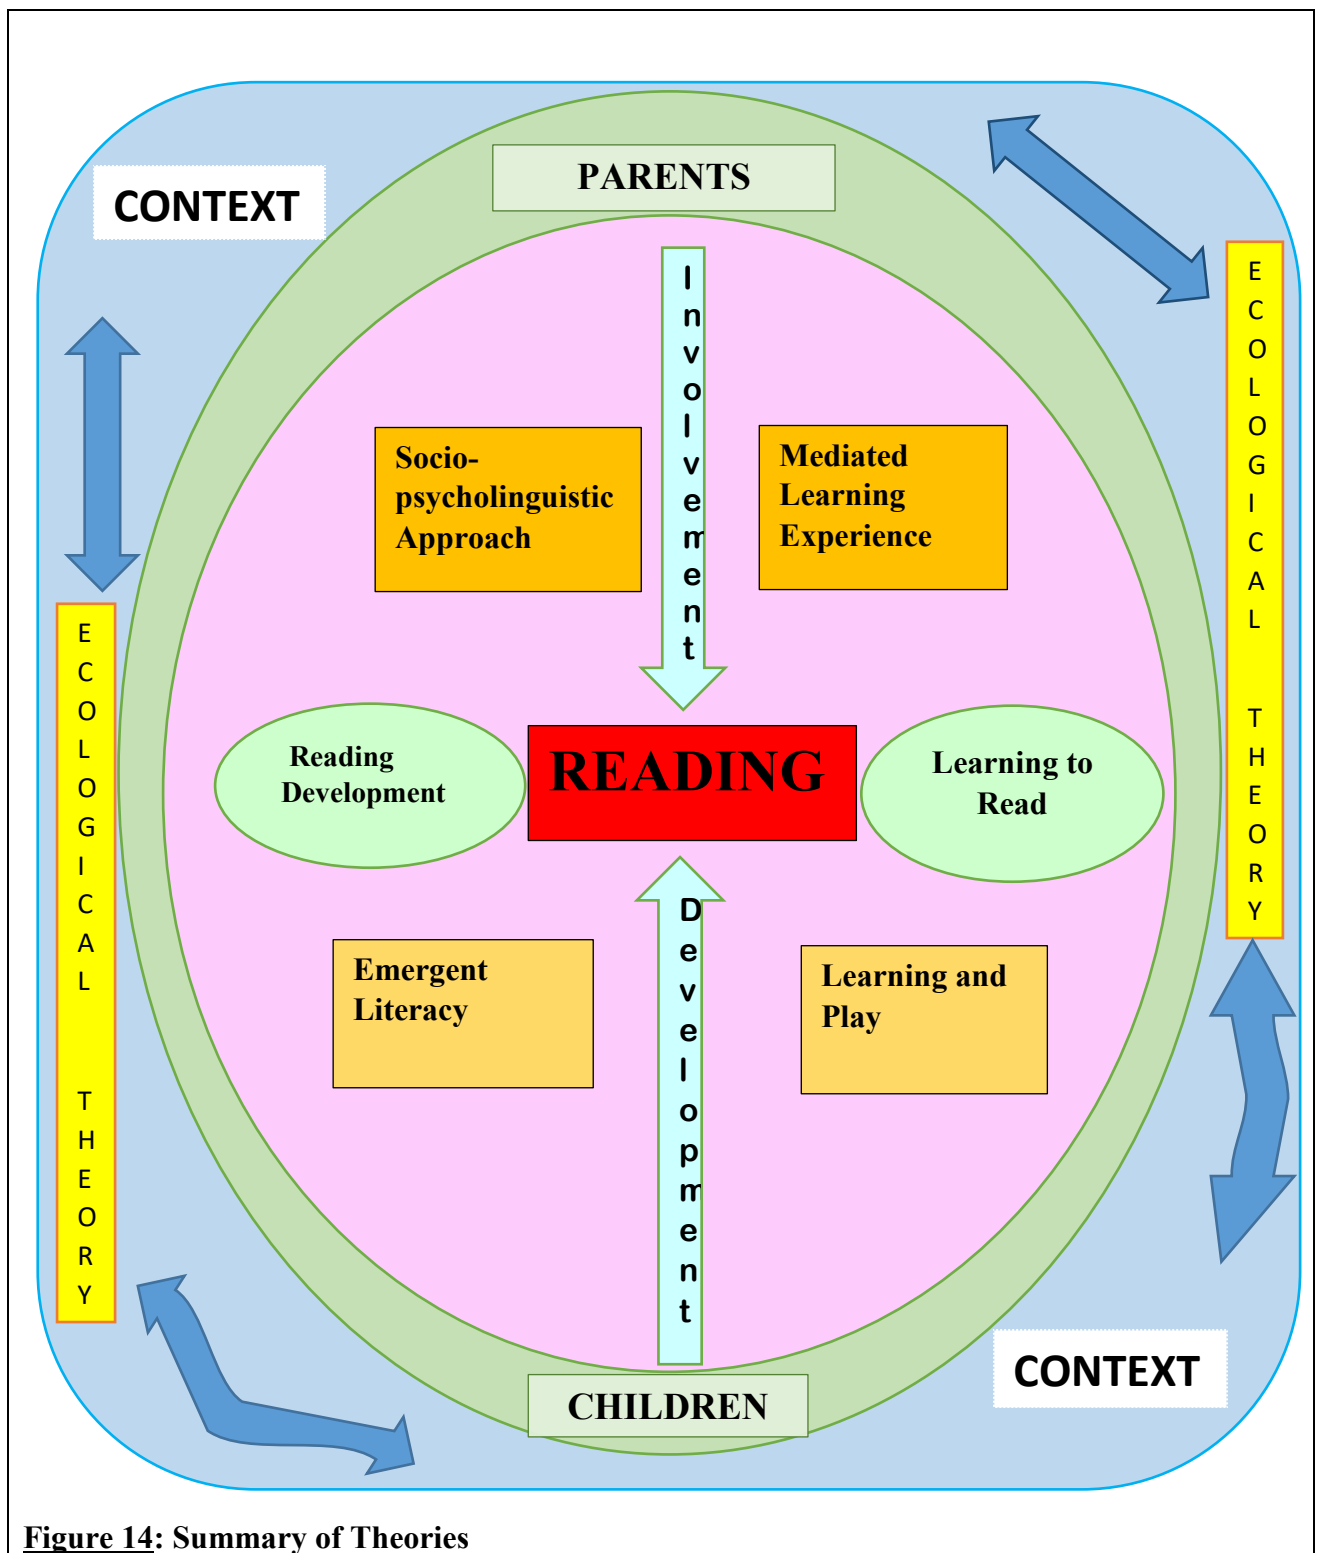 PARENTS
CONTEXT
Involvement
ECOLOGICAL THEORY
Socio-
psycholinguistic
Approach
Mediated
Learning
Experience
ECOLOGICAL THEORY
Reading
Development
READING
Learning to
Read
Development
Emergent
Literacy
Learning and
Play
CONTEXT
CHILDREN
Figure 14: Summary of Theories